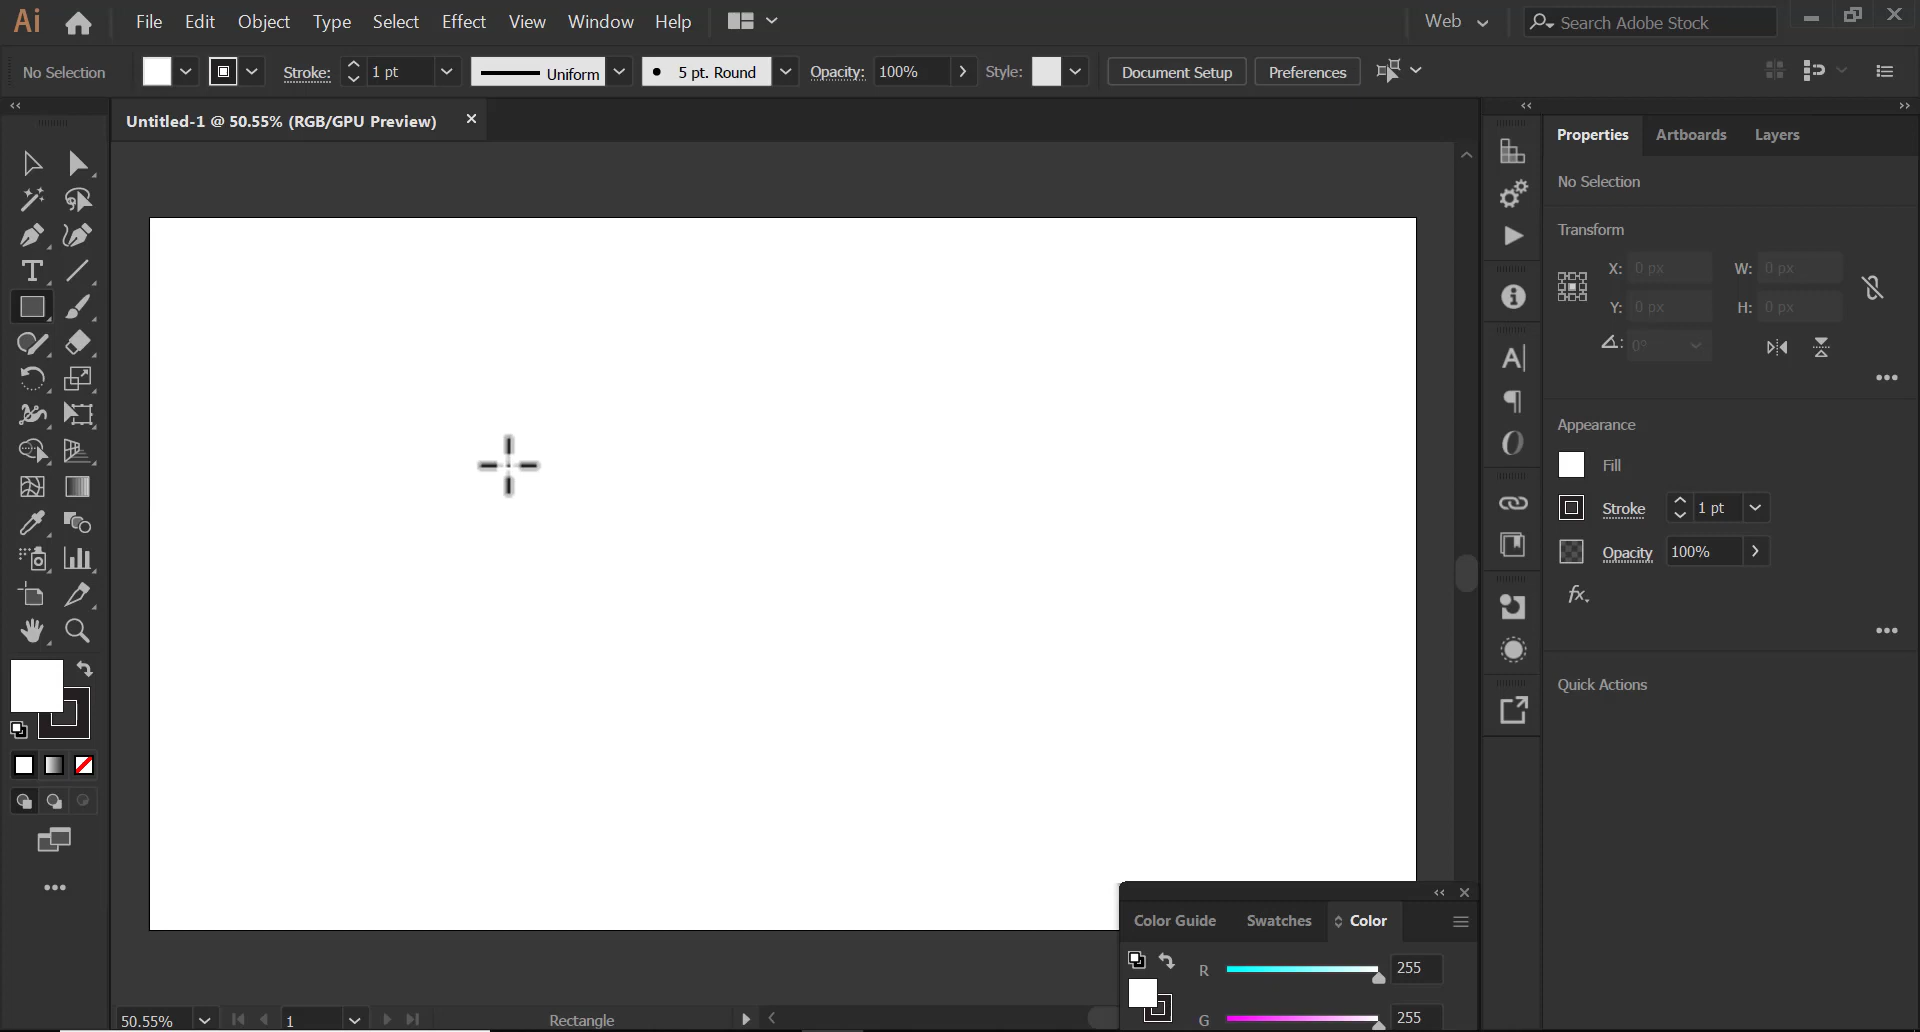 Ai File Edit Object Type Select Effect View Window Help Web Search Adobe Stock
No Selection Stroke: 1 pt Uniform 5 pt. Round Opacity: 100% Style: Document Setup Preferences
Untitled-1 @ 50.55% (RGB/GPU Preview)
Properties Artboards Layers
No Selection
Transform
X: 0 px W: 0 px
Y: 0 px H: 0 px
0°
Appearance
Fill
Stroke 1 pt
Opacity 100%
fx
Quick Actions
Color Guide Swatches Color
R 255
G 255
50.55% 1 Rectangle